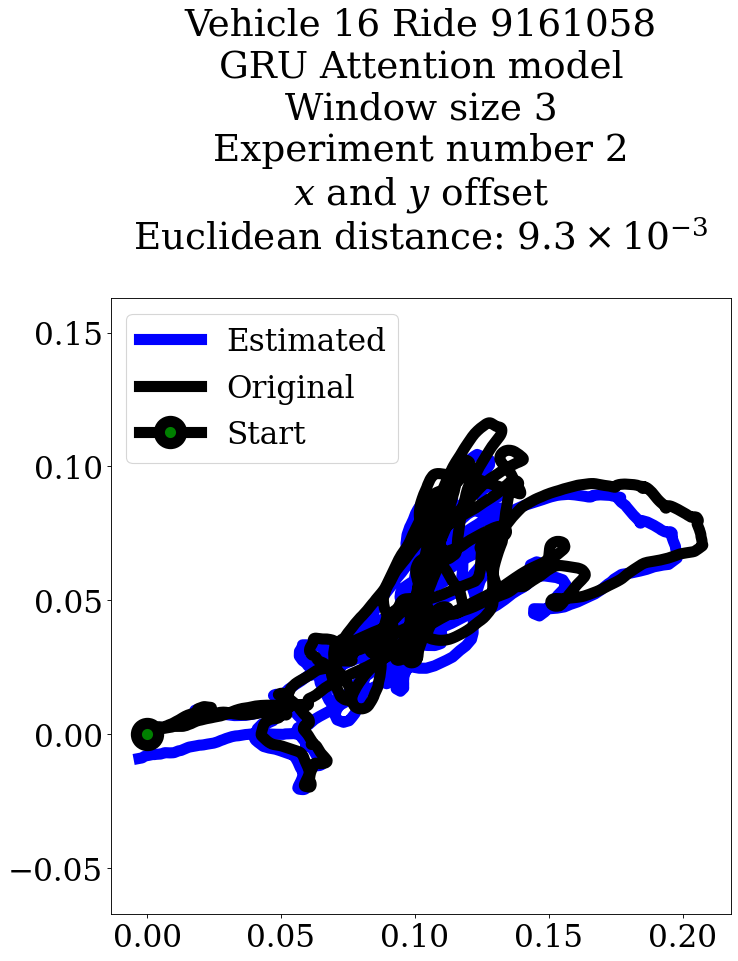 Vehicle 16 Ride 9161058
GRU Attention model
Window size 3
Experiment number 2
x and y offset
Euclidean distance: 9.3 × 10⁻³
Estimated
Original
Start
0.15
0.10
0.05
0.00
−0.05
0.00 0.05 0.10 0.15 0.20